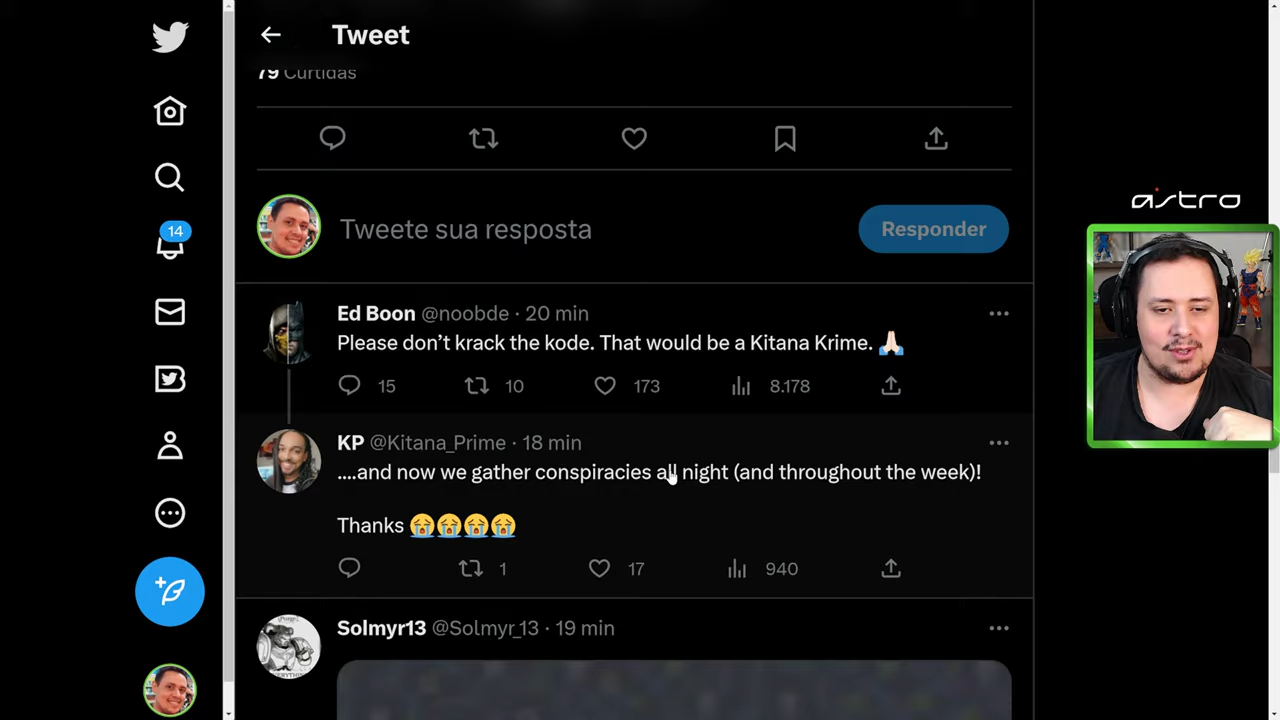 Tweet
79 Curtidas
14
Tweete sua resposta
Responder
astro
Ed Boon @noobde · 20 min
Please don’t krack the kode. That would be a Kitana Krime. 🙏🏻
15 10 173 8.178
KP @Kitana_Prime · 18 min
....and now we gather conspiracies all night (and throughout the week)!
Thanks 😭😭😭😭
1 17 940
Solmyr13 @Solmyr_13 · 19 min